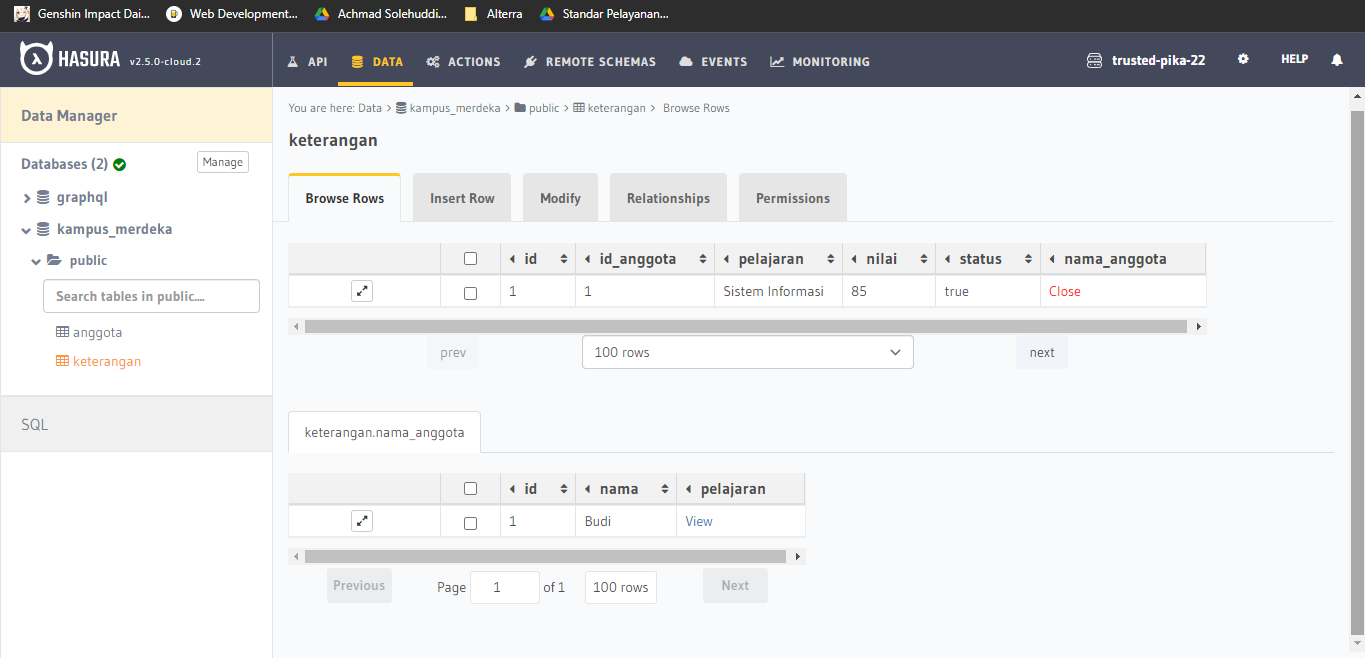 Genshin Impact Dai... Web Development... Achmad Solehuddi... Alterra Standar Pelayanan...
HASURA v2.5.0-cloud.2 API DATA ACTIONS REMOTE SCHEMAS EVENTS MONITORING trusted-pika-22 HELP
Data Manager
Databases (2) Manage
graphql
kampus_merdeka
public
Search tables in public....
anggota
keterangan
SQL
You are here: Data > kampus_merdeka > public > keterangan > Browse Rows
keterangan
Browse Rows Insert Row Modify Relationships Permissions
id id_anggota pelajaran nilai status nama_anggota
1 1 Sistem Informasi 85 true Close
prev 100 rows next
keterangan.nama_anggota
id nama pelajaran
1 Budi View
Previous Page 1 of 1 100 rows Next